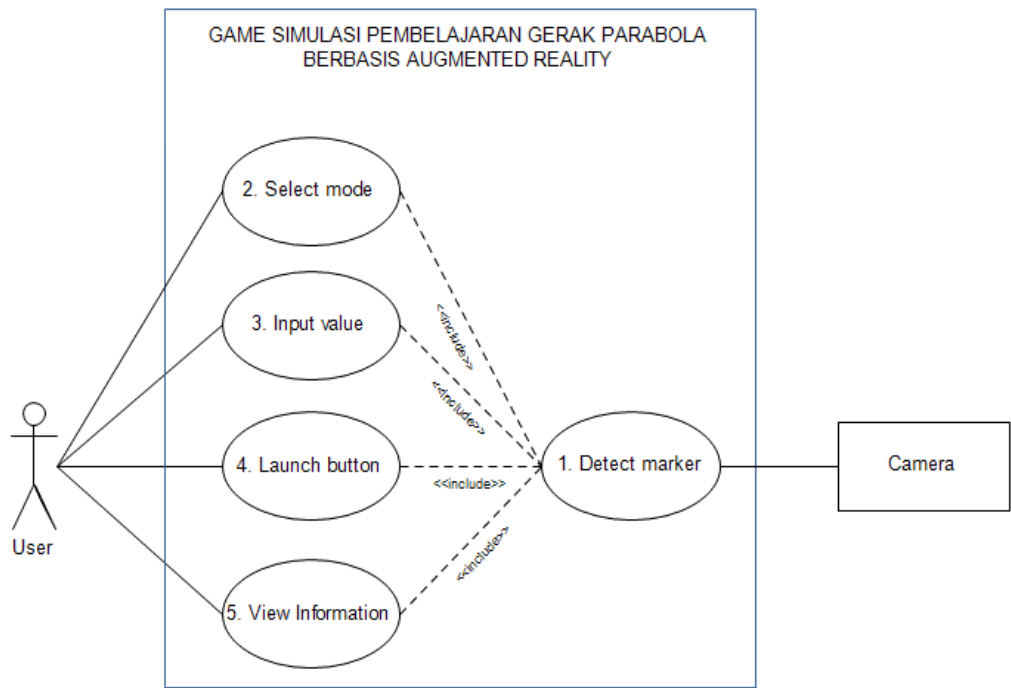 GAME SIMULASI PEMBELAJARAN GERAK PARABOLA
BERBASIS AUGMENTED REALITY
2. Select mode
<<include>>
3. Input value
<<include>>
4. Launch button
<<include>>
1. Detect marker
Camera
<<include>>
User
5. View Information